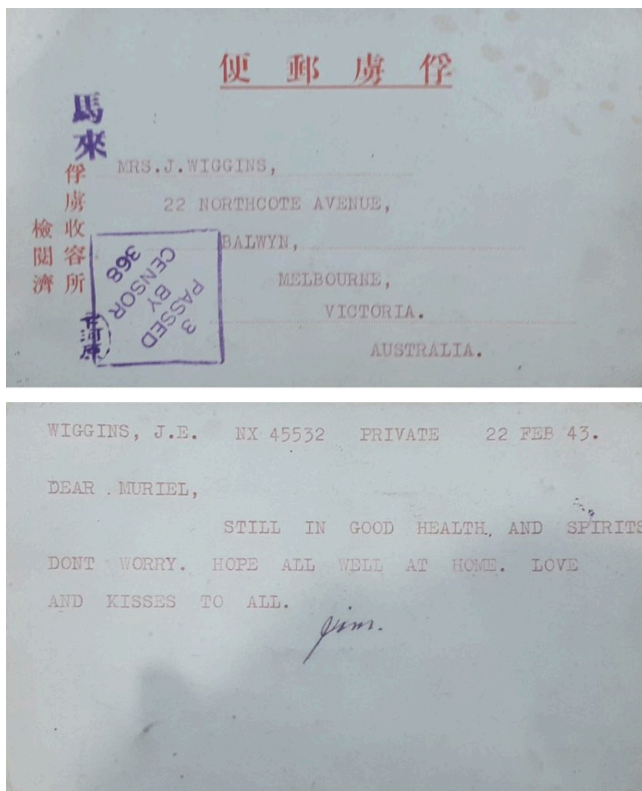 便郵虜俘
馬來
俘虜收容所
檢閲濟
MRS.J.WIGGINS,
22 NORTHCOTE AVENUE,
BALWYN,
MELBOURNE,
VICTORIA.
AUSTRALIA.
3
PASSED
BY
CENSOR
368
WIGGINS, J.E. NX 45532 PRIVATE 22 FEB 43.
DEAR MURIEL,
STILL IN GOOD HEALTH, AND SPIRITS
DONT WORRY. HOPE ALL WELL AT HOME. LOVE
AND KISSES TO ALL.
Jim.